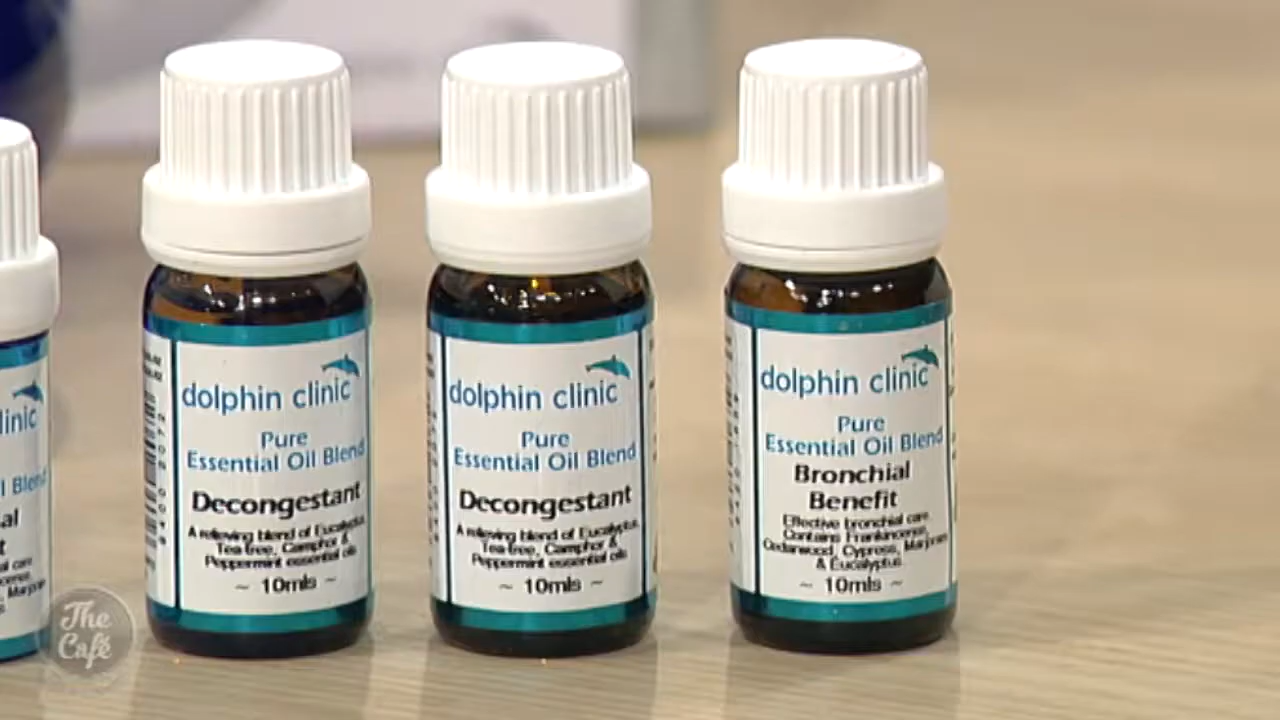 dolphin clinic
Pure
Essential Oil Blend
Decongestant
A relieving blend of Eucalyptus,
Tea-tree, Camphor &
Peppermint essential oils
~ 10mls ~
dolphin clinic
Pure
Essential Oil Blend
Decongestant
A relieving blend of Eucalyptus,
Tea-tree, Camphor &
Peppermint essential oils
~ 10mls ~
dolphin clinic
Pure
Essential Oil Blend
Bronchial
Benefit
Effective bronchial care.
Contains Frankincense,
Cedarwood, Cypress, Marjoram
& Eucalyptus.
~ 10mls ~
The
Café